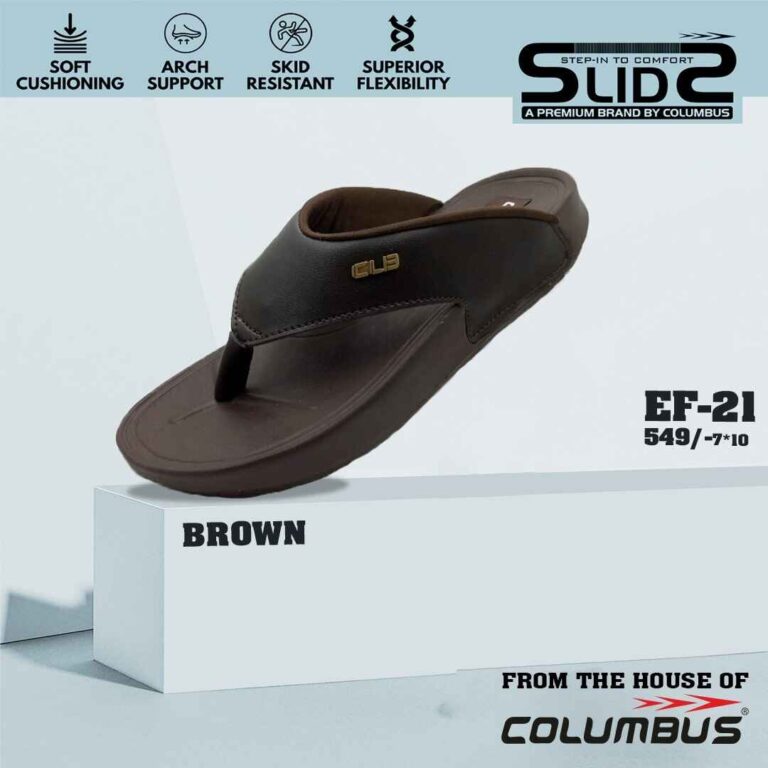 SOFT CUSHIONING
ARCH SUPPORT
SKID RESISTANT
SUPERIOR FLEXIBILITY
STEP-IN TO COMFORT
SLIDS
A PREMIUM BRAND BY COLUMBUS
CLB
EF-21
549/-7*10
BROWN
FROM THE HOUSE OF
COLUMBUS®